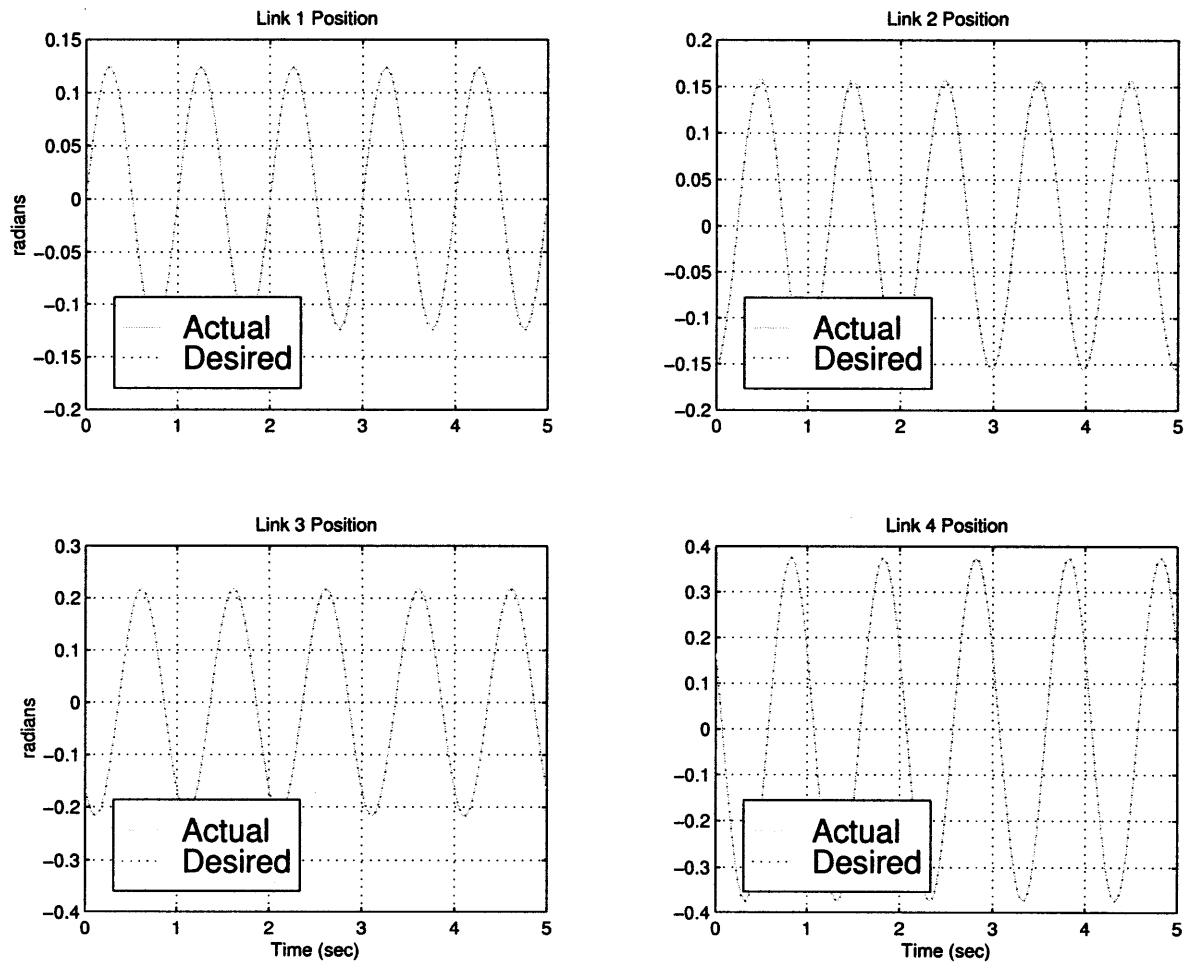 Link 1 Position
0.15
0.1
0.05
0
−0.05
−0.1
−0.15
−0.2
radians
Actual
Desired
0 1 2 3 4 5
Link 2 Position
0.2
0.15
0.1
0.05
0
−0.05
−0.1
−0.15
−0.2
Actual
Desired
0 1 2 3 4 5
Link 3 Position
0.3
0.2
0.1
0
−0.1
−0.2
−0.3
−0.4
radians
Actual
Desired
0 1 2 3 4 5
Time (sec)
Link 4 Position
0.4
0.3
0.2
0.1
0
−0.1
−0.2
−0.3
−0.4
Actual
Desired
0 1 2 3 4 5
Time (sec)